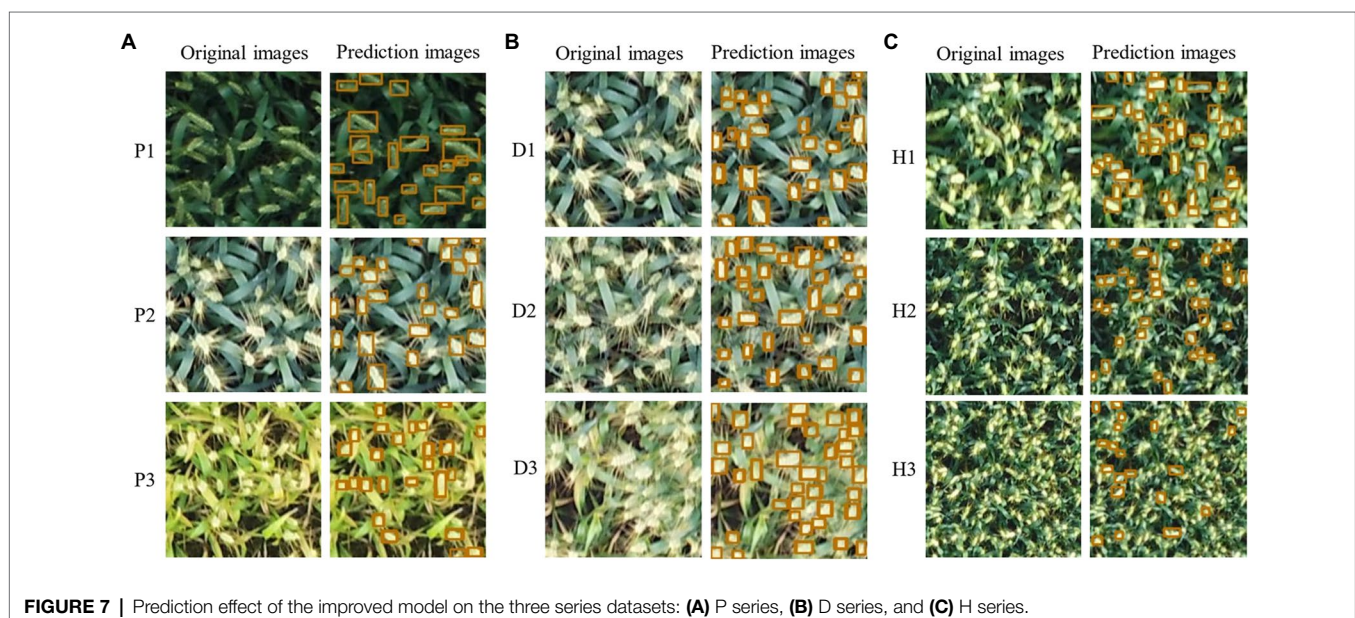 A
B
C
Original images Prediction images
Original images Prediction images
Original images Prediction images
P1
D1
H1
P2
D2
H2
P3
D3
H3
FIGURE 7 | Prediction effect of the improved model on the three series datasets: (A) P series, (B) D series, and (C) H series.